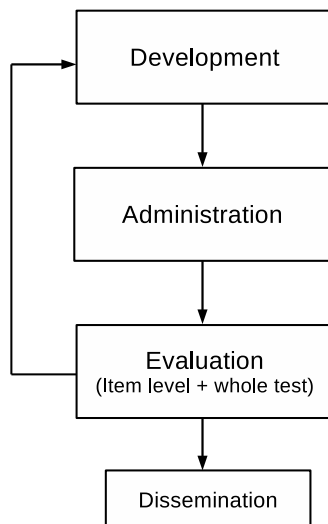 Development
Administration
Evaluation
(Item level + whole test)
Dissemination